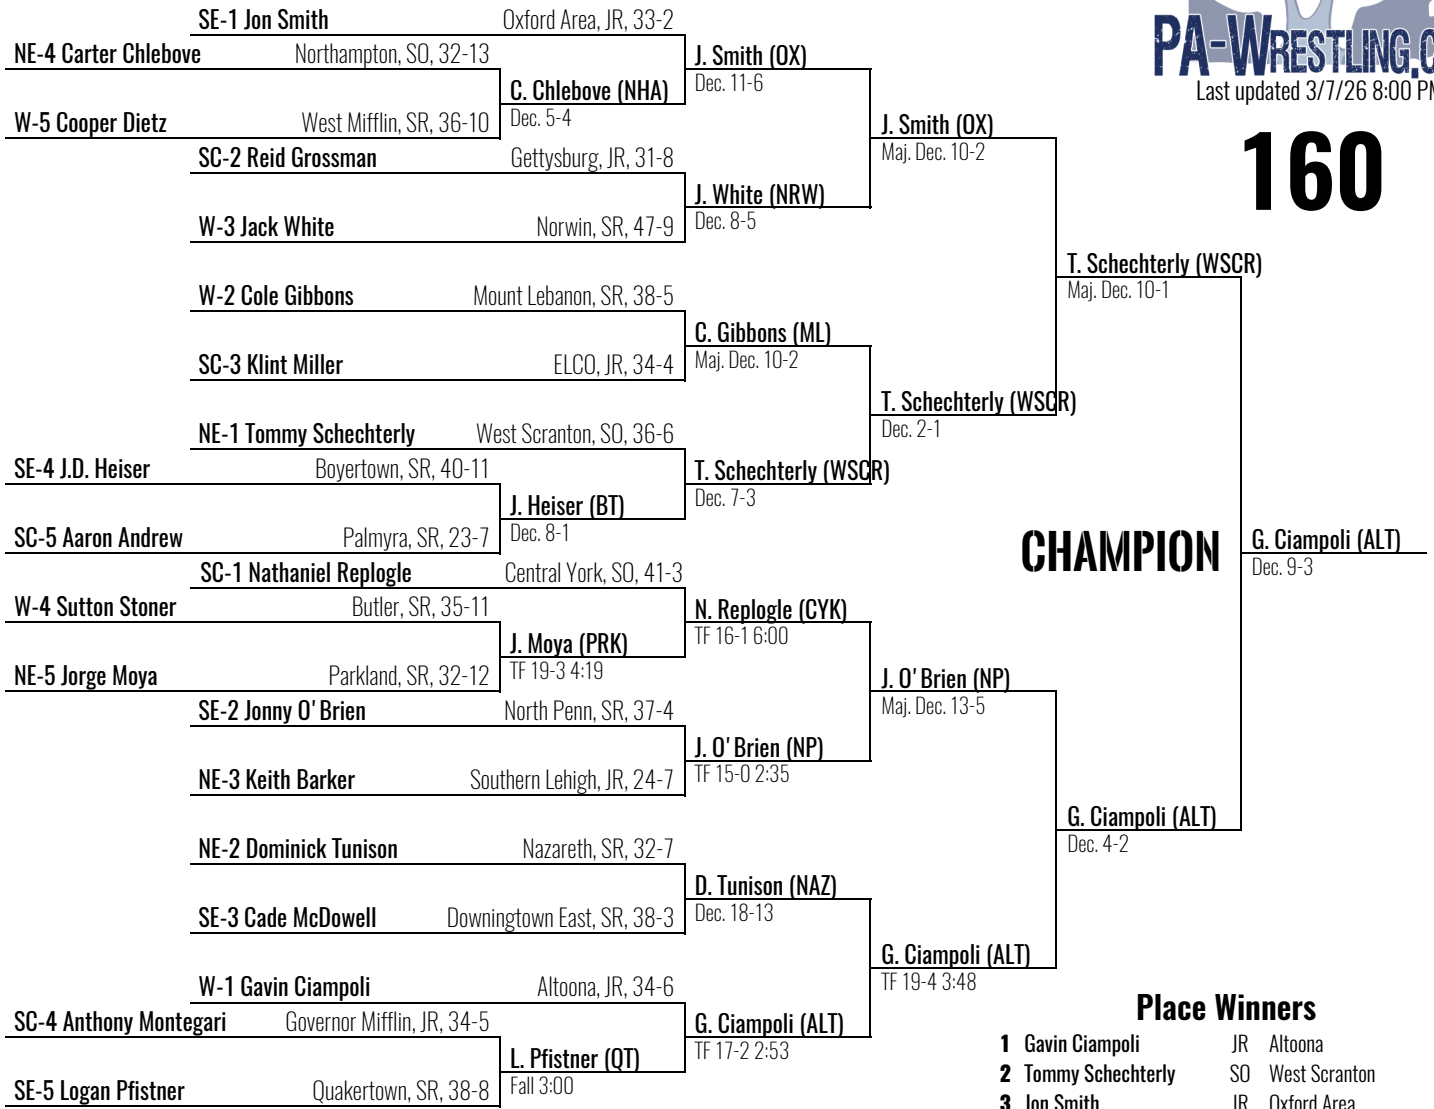 SE-1 Jon Smith Oxford Area, JR, 33-2
NE-4 Carter Chlebove Northampton, SO, 32-13
J. Smith (OX)
Dec. 11-6
C. Chlebove (NHA)
Dec. 5-4
W-5 Cooper Dietz West Mifflin, SR, 36-10
SC-2 Reid Grossman Gettysburg, JR, 31-8
J. Smith (OX)
Maj. Dec. 10-2
J. White (NRW)
Dec. 8-5
W-3 Jack White Norwin, SR, 47-9
PA-WRESTLING.C
Last updated 3/7/26 8:00 PM
160
T. Schechterly (WSCR)
Maj. Dec. 10-1
W-2 Cole Gibbons Mount Lebanon, SR, 38-5
C. Gibbons (ML)
Maj. Dec. 10-2
SC-3 Klint Miller ELCO, JR, 34-4
T. Schechterly (WSCR)
Dec. 2-1
NE-1 Tommy Schechterly West Scranton, SO, 36-6
SE-4 J.D. Heiser Boyertown, SR, 40-11
T. Schechterly (WSCR)
Dec. 7-3
J. Heiser (BT)
Dec. 8-1
SC-5 Aaron Andrew Palmyra, SR, 23-7
CHAMPION
G. Ciampoli (ALT)
Dec. 9-3
SC-1 Nathaniel Replogle Central York, SO, 41-3
W-4 Sutton Stoner Butler, SR, 35-11
N. Replogle (CYK)
TF 16-1 6:00
J. Moya (PRK)
TF 19-3 4:19
NE-5 Jorge Moya Parkland, SR, 32-12
J. O'Brien (NP)
Maj. Dec. 13-5
SE-2 Jonny O'Brien North Penn, SR, 37-4
J. O'Brien (NP)
TF 15-0 2:35
NE-3 Keith Barker Southern Lehigh, JR, 24-7
G. Ciampoli (ALT)
Dec. 4-2
NE-2 Dominick Tunison Nazareth, SR, 32-7
D. Tunison (NAZ)
Dec. 18-13
SE-3 Cade McDowell Downingtown East, SR, 38-3
G. Ciampoli (ALT)
TF 19-4 3:48
W-1 Gavin Ciampoli Altoona, JR, 34-6
SC-4 Anthony Montegari Governor Mifflin, JR, 34-5
G. Ciampoli (ALT)
TF 17-2 2:53
L. Pfistner (QT)
Fall 3:00
SE-5 Logan Pfistner Quakertown, SR, 38-8
Place Winners
1 Gavin Ciampoli JR Altoona
2 Tommy Schechterly SO West Scranton
3 Jon Smith JR Oxford Area